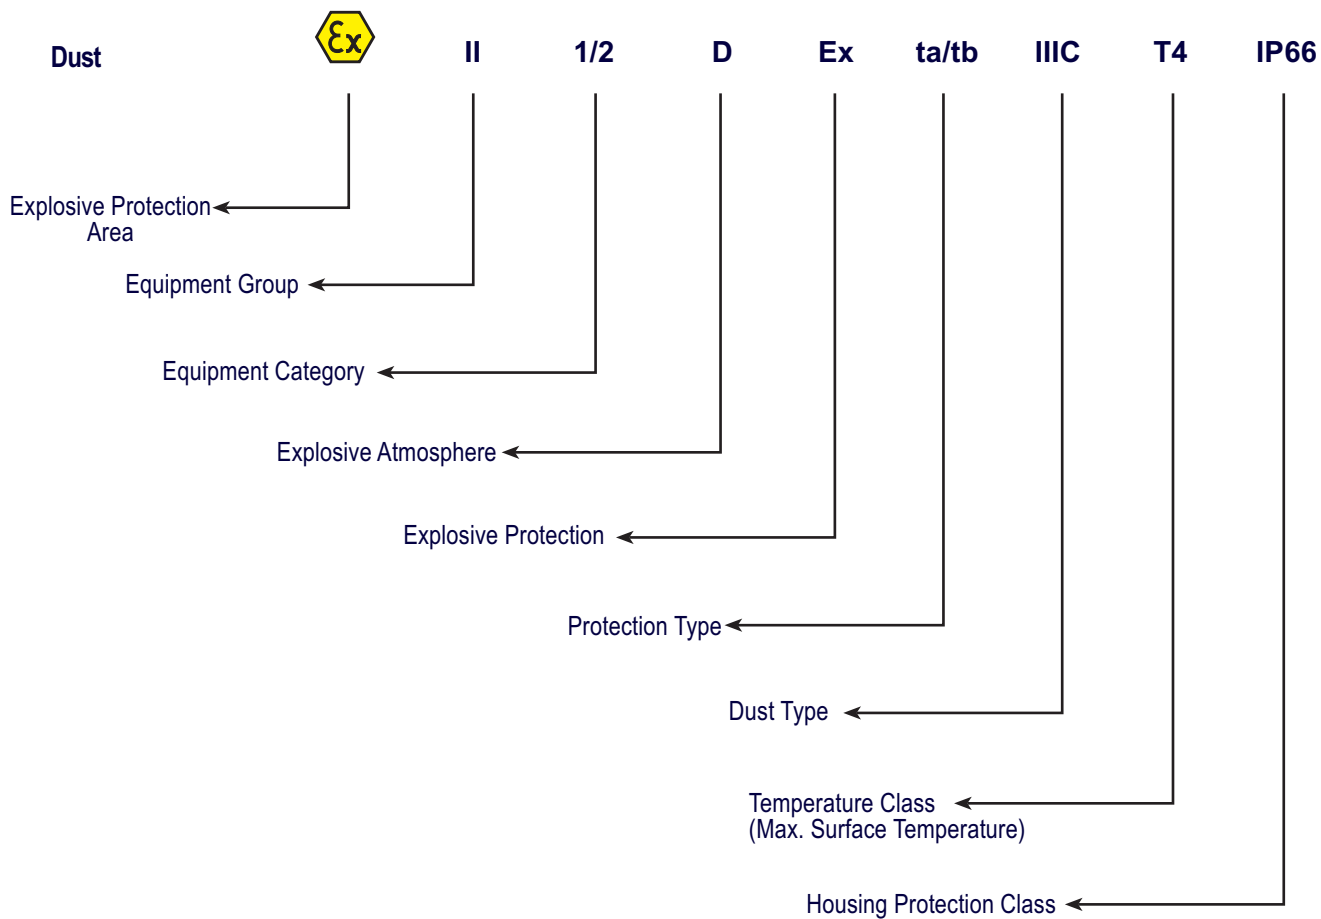 Dust εx II 1/2 D Ex ta/tb IIIC T4 IP66
Explosive Protection
Area
Equipment Group
Equipment Category
Explosive Atmosphere
Explosive Protection
Protection Type
Dust Type
Temperature Class
(Max. Surface Temperature)
Housing Protection Class